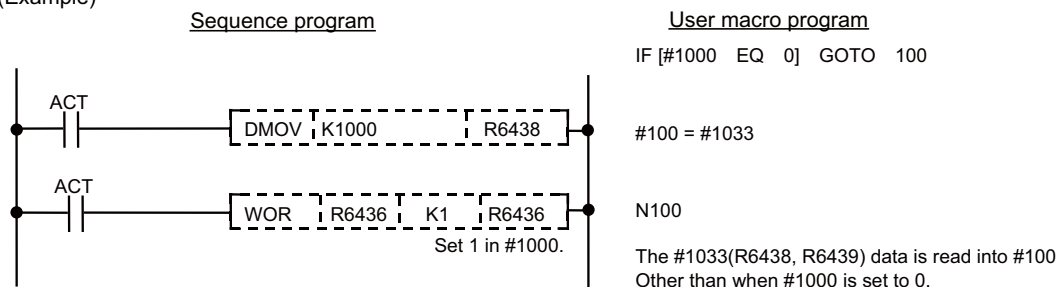 (Example)
Sequence program
User macro program
IF [#1000 EQ 0] GOTO 100
ACT
DMOV K1000 R6438
#100 = #1033
ACT
WOR R6436 K1 R6436
N100
Set 1 in #1000.
The #1033(R6438, R6439) data is read into #100
Other than when #1000 is set to 0.